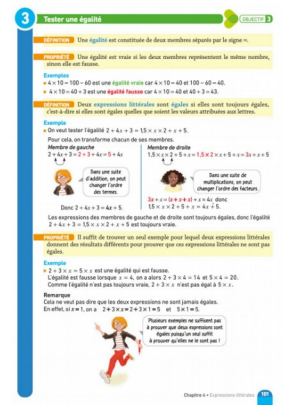 3
Tester une égalité
OBJECTIF 3
DÉFINITION Une égalité est constituée de deux membres séparés par le signe =.
PROPRIÉTÉ Une égalité est vraie si les deux membres représentent le même nombre,
sinon elle est fausse.
Exemples
• 4 × 10 = 100 – 60 est une égalité vraie car 4 × 10 = 40 et 100 – 60 = 40.
• 4 × 10 = 40 + 3 est une égalité fausse car 4 × 10 = 40 et 40 + 3 = 43.
DÉFINITION Deux expressions littérales sont égales si elles sont toujours égales,
c'est-à-dire si elles sont égales quelles que soient les valeurs attribuées aux lettres.
Exemple
• On veut tester l'égalité 2 + 4x + 3 = 1,5 × x × 2 + x + 5.
Pour cela, on transforme chacun de ses membres.
Membre de gauche
2 + 4x + 3 = 2 + 3 + 4x = 5 + 4x
Dans une suite
d'addition, on peut
changer l'ordre
des termes.
Donc 2 + 4x + 3 = 4x + 5.
Membre de droite
1,5 × x × 2 + 5 + x = 1,5 × 2 × x + 5 + x = 3x + x + 5
Dans une suite de
multiplications, on peut
changer l'ordre des facteurs.
3x + x = (x + x + x) + x = 4x donc
1,5 × x × 2 + 5 + x = 4x + 5.
Les expressions des membres de gauche et de droite sont toujours égales, donc l'égalité
2 + 4x + 3 = 1,5 × x × 2 + x + 5 est toujours vraie.
PROPRIÉTÉ Il suffit de trouver un seul exemple pour lequel deux expressions littérales
donnent des résultats différents pour prouver que ces expressions littérales ne sont pas
égales.
Exemple
• 2 + 3 × x = 5 × x est une égalité qui est fausse.
L'égalité est fausse lorsque x = 4, on a alors 2 + 3 × 4 = 14 et 5 × 4 = 20.
Comme l'égalité n'est pas toujours vraie, 2 + 3 × x n'est pas égal à 5 × x.
Remarque
Cela ne veut pas dire que les deux expressions ne sont jamais égales.
En effet, si x = 1, on a 2 + 3 × x = 2 + 3 × 1 = 5 et 5 × 1 = 5.
Plusieurs exemples ne suffisent pas
à prouver que deux expressions sont
égales puisqu'un seul suffit
à prouver qu'elles ne le sont pas !
Chapitre 4 • Expressions littérales 101